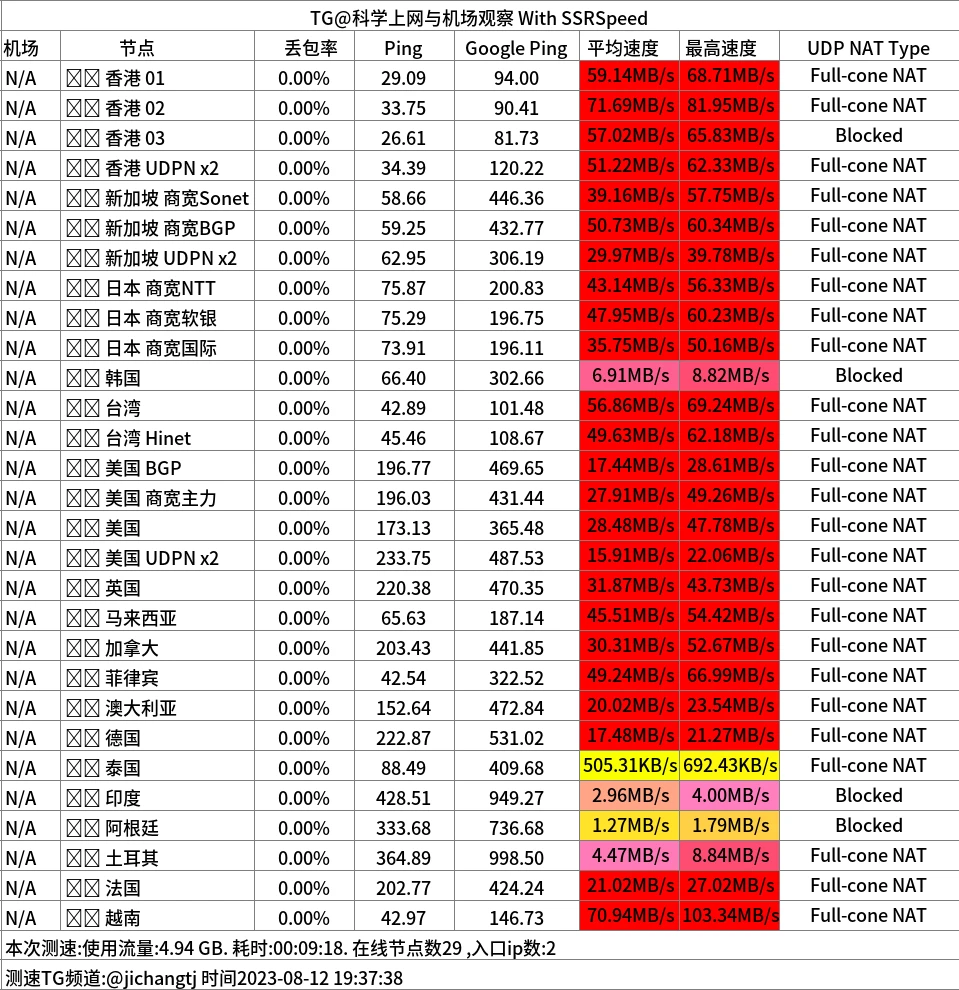 TG@科学上网与机场观察 With SSRSpeed
机场 节点 丢包率 Ping Google Ping 平均速度 最高速度 UDP NAT Type
N/A 香港 01 0.00% 29.09 94.00 59.14MB/s 68.71MB/s Full-cone NAT
N/A 香港 02 0.00% 33.75 90.41 71.69MB/s 81.95MB/s Full-cone NAT
N/A 香港 03 0.00% 26.61 81.73 57.02MB/s 65.83MB/s Blocked
N/A 香港 UDPN x2 0.00% 34.39 120.22 51.22MB/s 62.33MB/s Full-cone NAT
N/A 新加坡 商宽Sonet 0.00% 58.66 446.36 39.16MB/s 57.75MB/s Full-cone NAT
N/A 新加坡 商宽BGP 0.00% 59.25 432.77 50.73MB/s 60.34MB/s Full-cone NAT
N/A 新加坡 UDPN x2 0.00% 62.95 306.19 29.97MB/s 39.78MB/s Full-cone NAT
N/A 日本 商宽NTT 0.00% 75.87 200.83 43.14MB/s 56.33MB/s Full-cone NAT
N/A 日本 商宽软银 0.00% 75.29 196.75 47.95MB/s 60.23MB/s Full-cone NAT
N/A 日本 商宽国际 0.00% 73.91 196.11 35.75MB/s 50.16MB/s Full-cone NAT
N/A 韩国 0.00% 66.40 302.66 6.91MB/s 8.82MB/s Blocked
N/A 台湾 0.00% 42.89 101.48 56.86MB/s 69.24MB/s Full-cone NAT
N/A 台湾 Hinet 0.00% 45.46 108.67 49.63MB/s 62.18MB/s Full-cone NAT
N/A 美国 BGP 0.00% 196.77 469.65 17.44MB/s 28.61MB/s Full-cone NAT
N/A 美国 商宽主力 0.00% 196.03 431.44 27.91MB/s 49.26MB/s Full-cone NAT
N/A 美国 0.00% 173.13 365.48 28.48MB/s 47.78MB/s Full-cone NAT
N/A 美国 UDPN x2 0.00% 233.75 487.53 15.91MB/s 22.06MB/s Full-cone NAT
N/A 英国 0.00% 220.38 470.35 31.87MB/s 43.73MB/s Full-cone NAT
N/A 马来西亚 0.00% 65.63 187.14 45.51MB/s 54.42MB/s Full-cone NAT
N/A 加拿大 0.00% 203.43 441.85 30.31MB/s 52.67MB/s Full-cone NAT
N/A 菲律宾 0.00% 42.54 322.52 49.24MB/s 66.99MB/s Full-cone NAT
N/A 澳大利亚 0.00% 152.64 472.84 20.02MB/s 23.54MB/s Full-cone NAT
N/A 德国 0.00% 222.87 531.02 17.48MB/s 21.27MB/s Full-cone NAT
N/A 泰国 0.00% 88.49 409.68 505.31KB/s 692.43KB/s Full-cone NAT
N/A 印度 0.00% 428.51 949.27 2.96MB/s 4.00MB/s Blocked
N/A 阿根廷 0.00% 333.68 736.68 1.27MB/s 1.79MB/s Blocked
N/A 土耳其 0.00% 364.89 998.50 4.47MB/s 8.84MB/s Full-cone NAT
N/A 法国 0.00% 202.77 424.24 21.02MB/s 27.02MB/s Full-cone NAT
N/A 越南 0.00% 42.97 146.73 70.94MB/s 103.34MB/s Full-cone NAT
本次测速:使用流量:4.94 GB. 耗时:00:09:18. 在线节点数29 ,入口ip数:2
测速TG频道:@jichangtj 时间2023-08-12 19:37:38